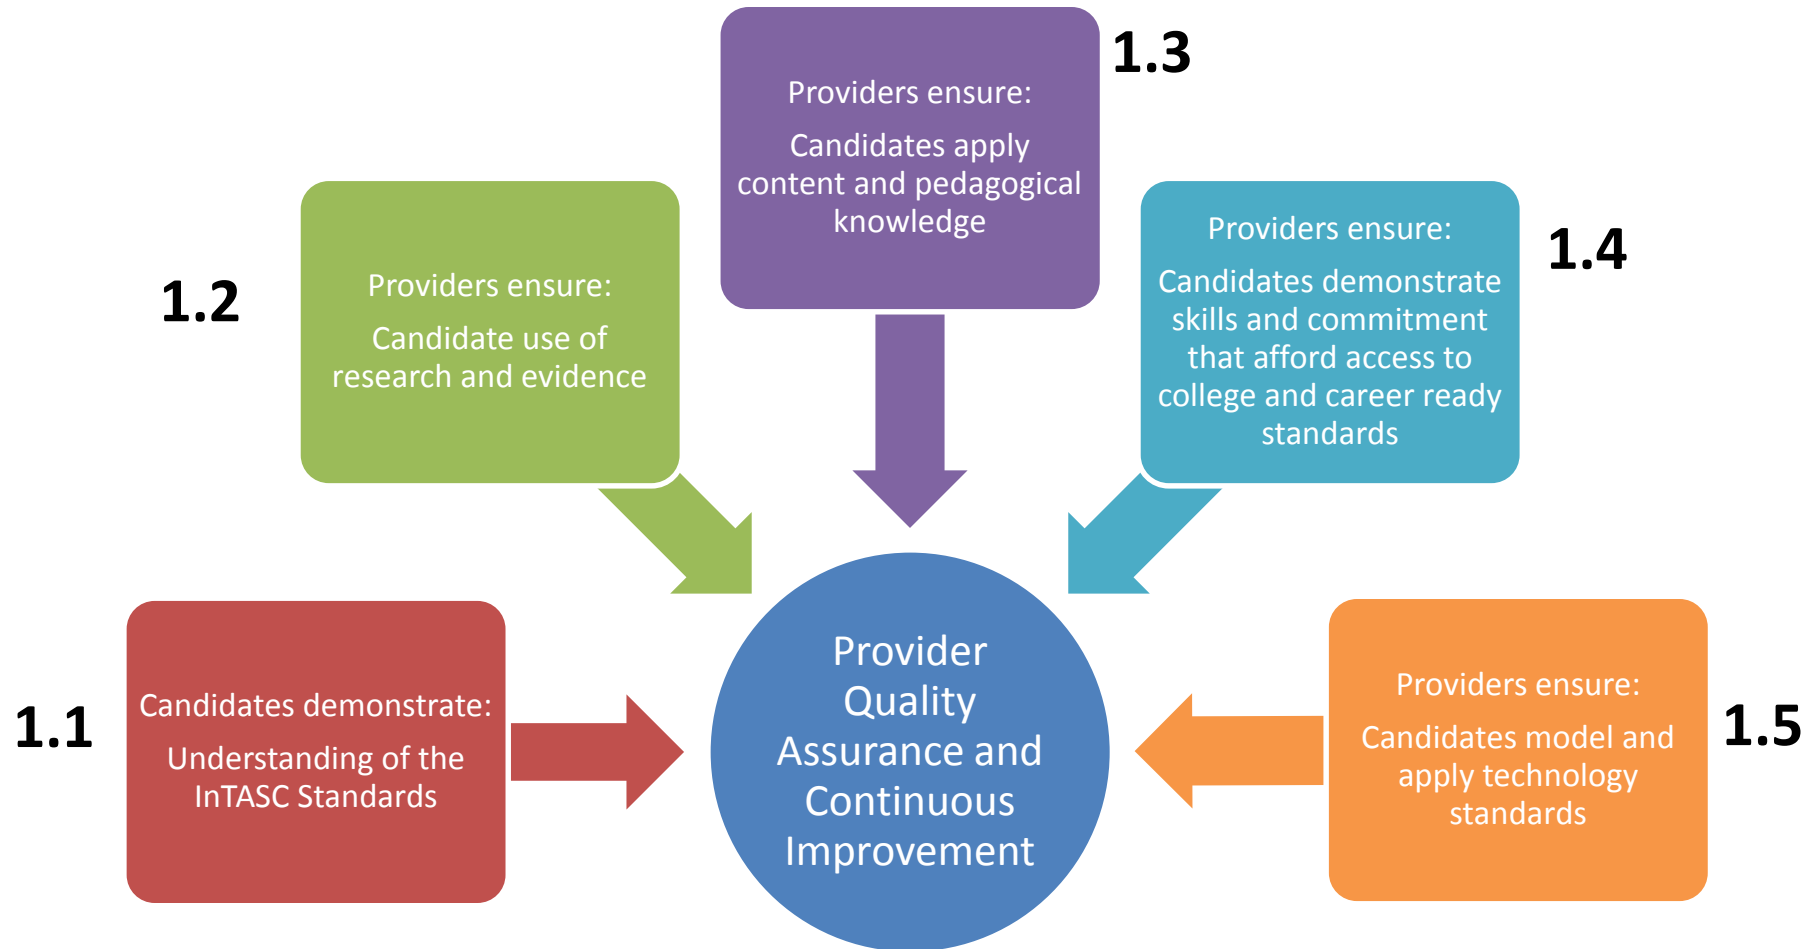 1.1
Candidates demonstrate:
Understanding of the
InTASC Standards
1.2
Providers ensure:
Candidate use of
research and evidence
1.3
Providers ensure:
Candidates apply
content and pedagogical
knowledge
1.4
Providers ensure:
Candidates demonstrate
skills and commitment
that afford access to
college and career ready
standards
1.5
Providers ensure:
Candidates model and
apply technology
standards
Provider
Quality
Assurance and
Continuous
Improvement